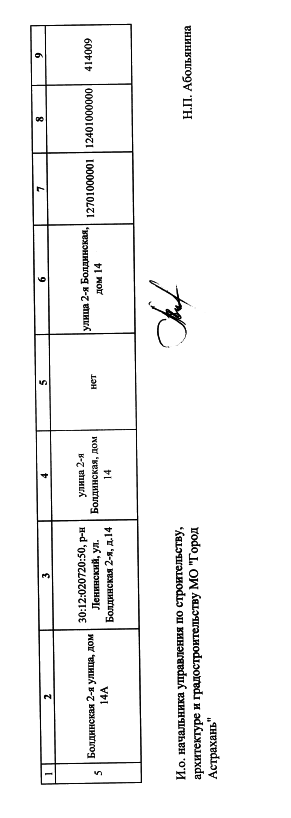 1 2 3 4 5 6 7 8 9
5 Болдинская 2-я улица, дом 14А 30:12:020720:50, р-н Ленинский, ул. Болдинская 2-я, д.14 улица 2-я Болдинская, дом 14 нет улица 2-я Болдинская, дом 14 12701000001 12401000000 414009
И.о. начальника управления по строительству,
архитектуре и градостроительству МО "Город
Астрахань"
Н.П. Абольянина